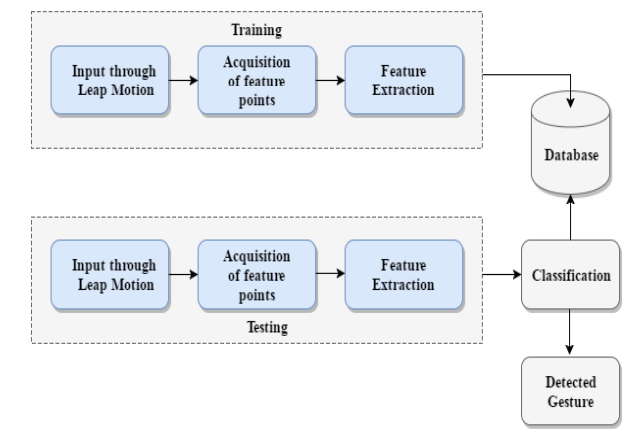 Training
Input through
Leap Motion
Acquisition
of feature
points
Feature
Extraction
Database
Input through
Leap Motion
Acquisition
of feature
points
Feature
Extraction
Classification
Testing
Detected
Gesture